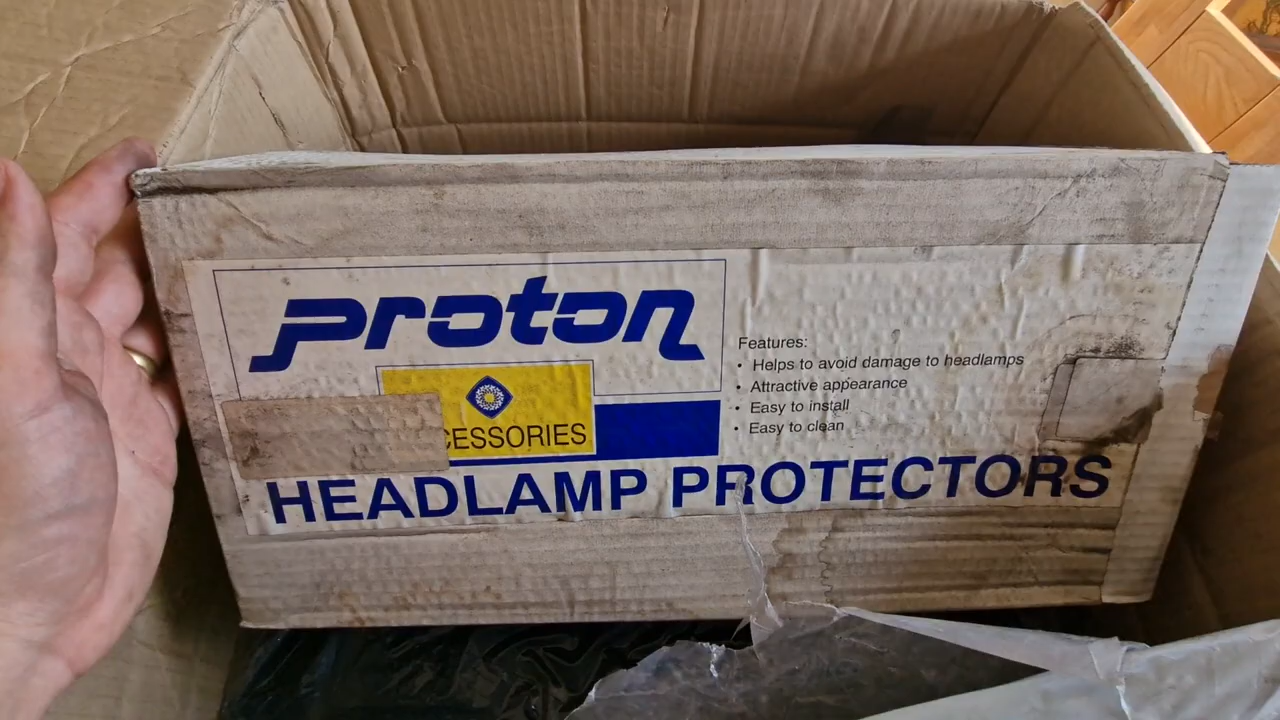 proton
CESSORIES
Features:
• Helps to avoid damage to headlamps
• Attractive appearance
• Easy to install
• Easy to clean
HEADLAMP PROTECTORS